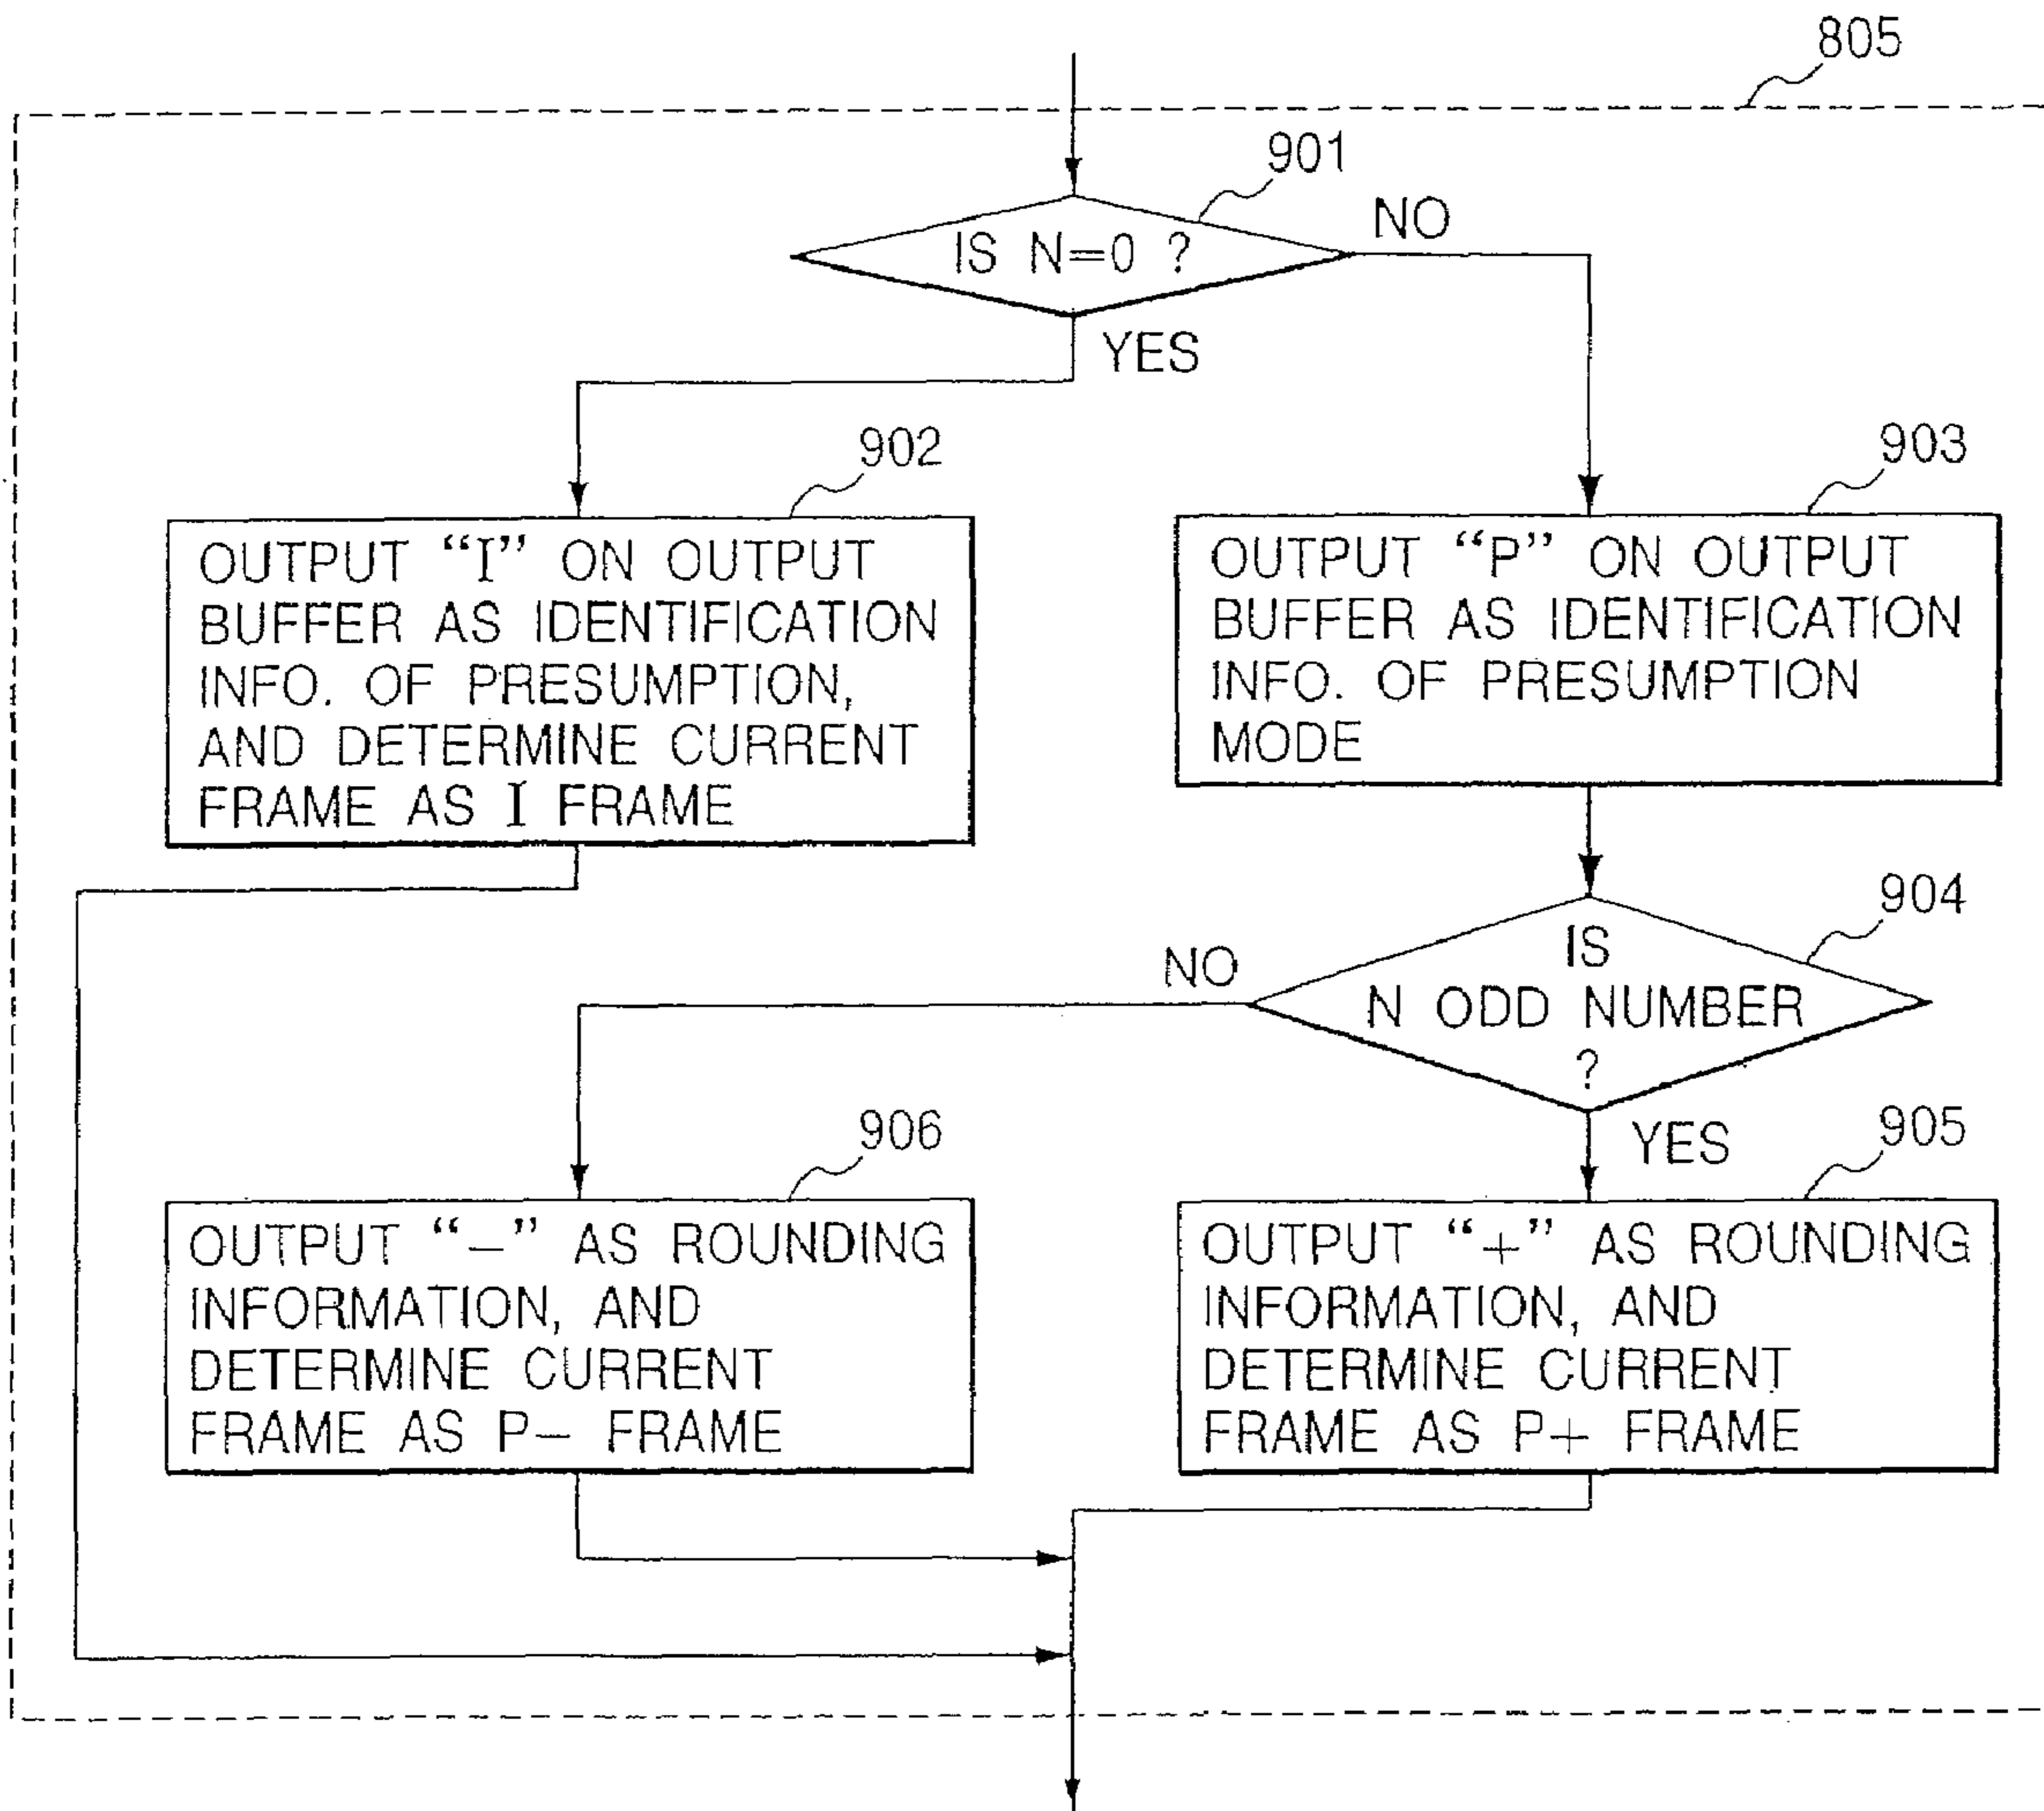 805
901
IS N=0 ?
NO
YES
902
OUTPUT “I” ON OUTPUT
BUFFER AS IDENTIFICATION
INFO. OF PRESUMPTION,
AND DETERMINE CURRENT
FRAME AS I FRAME
903
OUTPUT “P” ON OUTPUT
BUFFER AS IDENTIFICATION
INFO. OF PRESUMPTION
MODE
904
IS
N ODD NUMBER
?
NO
YES
906
OUTPUT “–” AS ROUNDING
INFORMATION, AND
DETERMINE CURRENT
FRAME AS P– FRAME
905
OUTPUT “+” AS ROUNDING
INFORMATION, AND
DETERMINE CURRENT
FRAME AS P+ FRAME